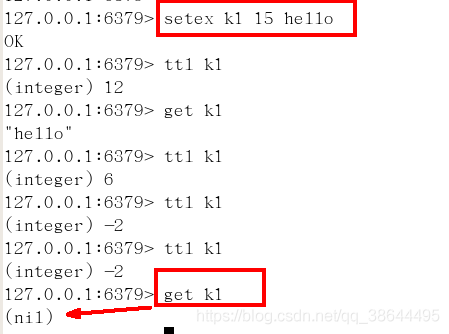 127.0.0.1:6379> setex k1 15 hello
OK
127.0.0.1:6379> ttl k1
(integer) 12
127.0.0.1:6379> get k1
"hello"
127.0.0.1:6379> ttl k1
(integer) 6
127.0.0.1:6379> ttl k1
(integer) -2
127.0.0.1:6379> ttl k1
(integer) -2
127.0.0.1:6379> get k1
(nil)
https://blog.csdn.net/qq_38644495